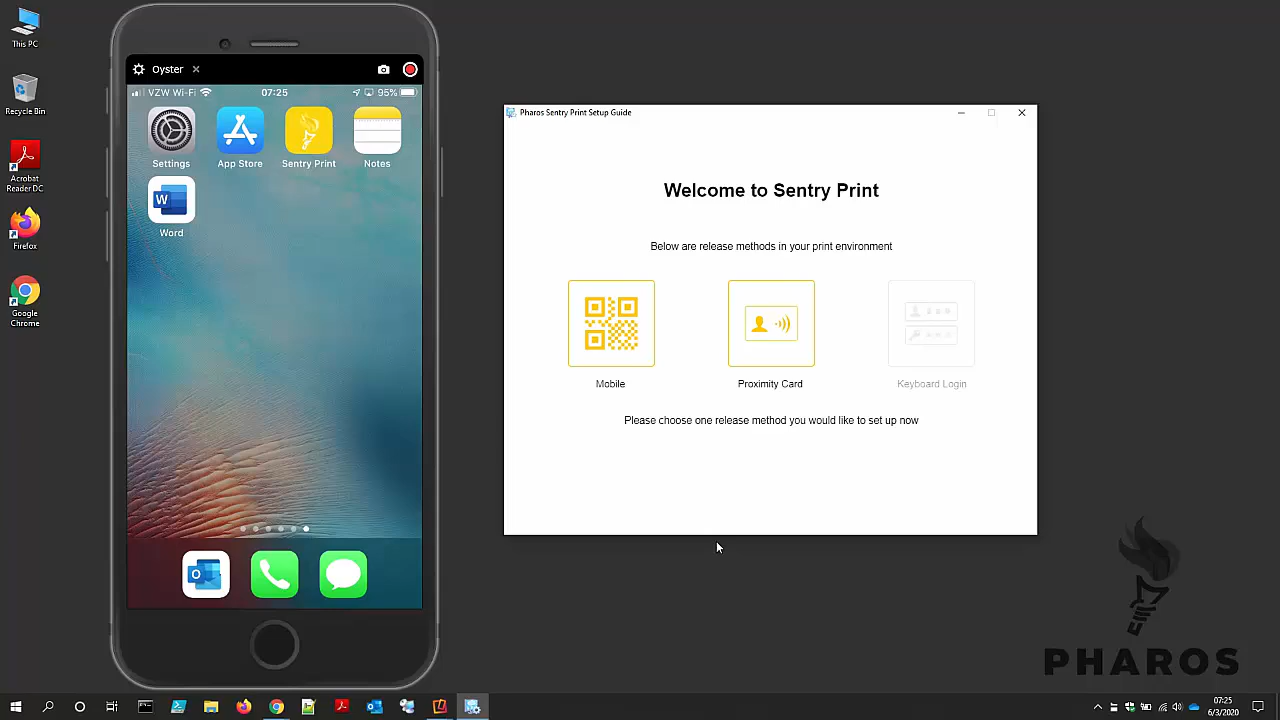 This PC
Recycle Bin
Acrobat
Reader DC
Firefox
Google
Chrome
Oyster
VZW Wi-Fi
07:25
95%
Settings
App Store
Sentry Print
Notes
W
Word
O
Pharos Sentry Print Setup Guide
Welcome to Sentry Print
Below are release methods in your print environment
Mobile
Proximity Card
Keyboard Login
Please choose one release method you would like to set up now
PHAROS
07:25
6/3/2020